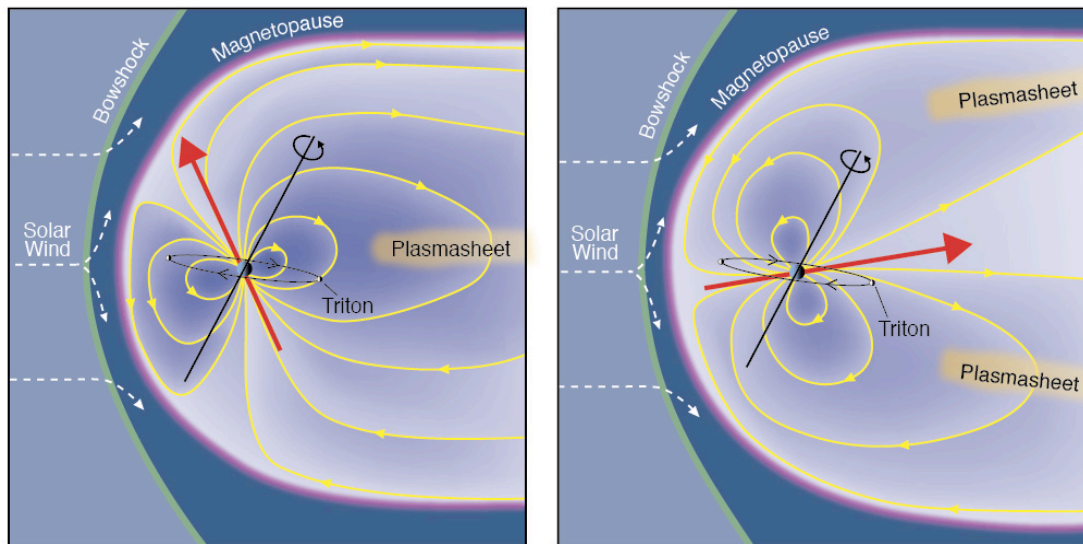 Bowshock
Magnetopause
Solar
Wind
Plasmasheet
Triton
Bowshock
Magnetopause
Plasmasheet
Solar
Wind
Triton
Plasmasheet